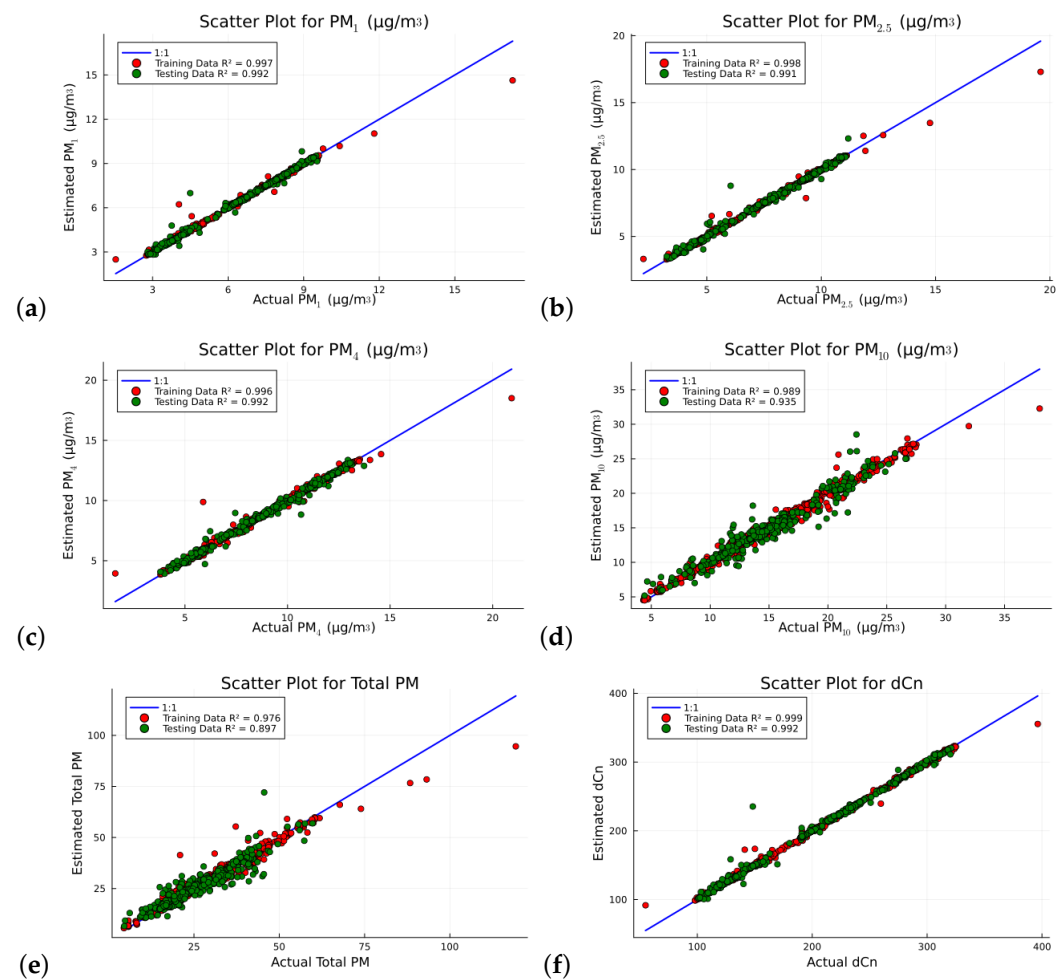 Scatter Plot for PM₁ (μg/m³)
1:1
Training Data R² = 0.997
Testing Data R² = 0.992
15
12
9
6
3
Estimated PM₁ (μg/m³)
3 6 9 12 15
Actual PM₁ (μg/m³)
(a)
Scatter Plot for PM₂.₅ (μg/m³)
1:1
Training Data R² = 0.998
Testing Data R² = 0.991
20
15
10
5
Estimated PM₂.₅ (μg/m³)
5 10 15 20
Actual PM₂.₅ (μg/m³)
(b)
Scatter Plot for PM₄ (μg/m³)
1:1
Training Data R² = 0.996
Testing Data R² = 0.992
20
15
10
5
Estimated PM₄ (μg/m³)
5 10 15 20
Actual PM₄ (μg/m³)
(c)
Scatter Plot for PM₁₀ (μg/m³)
1:1
Training Data R² = 0.989
Testing Data R² = 0.935
35
30
25
20
15
10
5
Estimated PM₁₀ (μg/m³)
5 10 15 20 25 30 35
Actual PM₁₀ (μg/m³)
(d)
Scatter Plot for Total PM
1:1
Training Data R² = 0.976
Testing Data R² = 0.897
100
75
50
25
Estimated Total PM
25 50 75 100
Actual Total PM
(e)
Scatter Plot for dCn
1:1
Training Data R² = 0.999
Testing Data R² = 0.992
400
300
200
100
Estimated dCn
100 200 300 400
Actual dCn
(f)